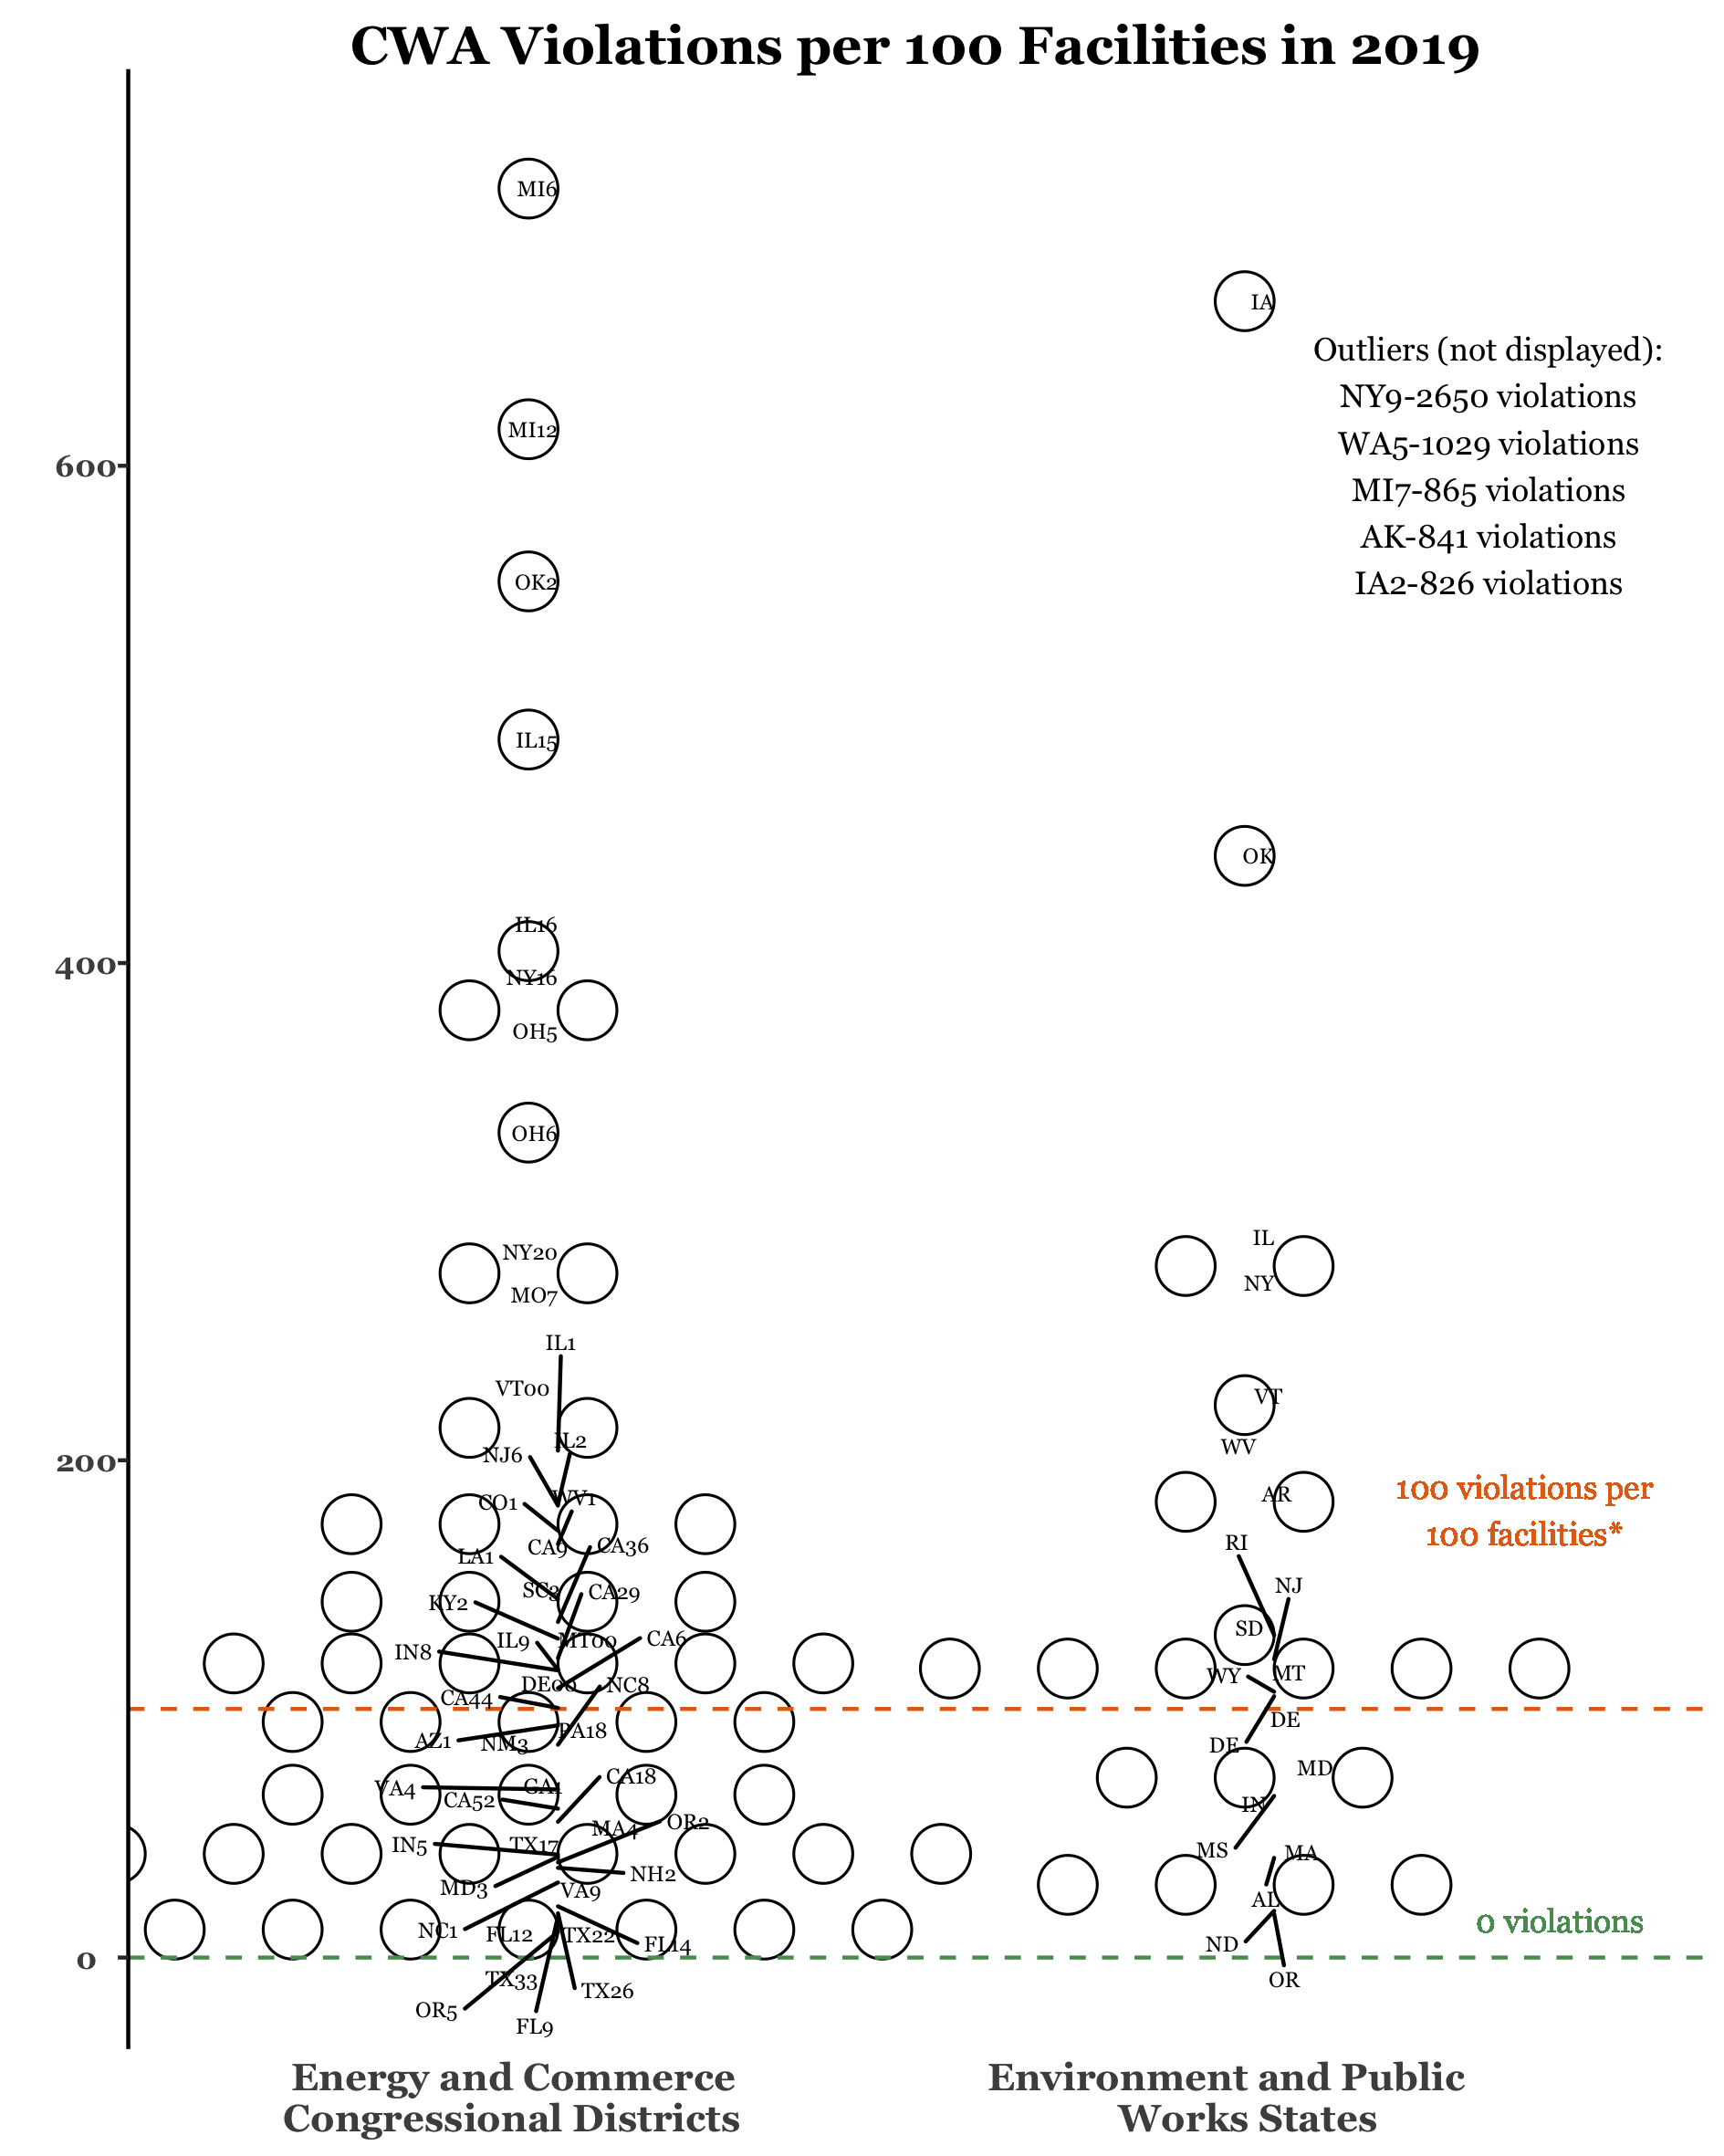 CWA Violations per 100 Facilities in 2019
MI6
IA
Outliers (not displayed):
NY9-2650 violations
WA5-1029 violations
MI7-865 violations
AK-841 violations
IA2-826 violations
MI12
600
OK2
IL15
OK
IL16
400
NY16
OH5
OH6
IL
NY20
NY
MO7
IL1
VT00
VT
IL2
WV
NJ6
200
100 violations per
100 facilities*
CO1
WV1
AR
CA9
CA36
RI
LA1
SC3
CA29
NJ
KY2
SD
IL9
MT00
CA6
IN8
WY
MT
DE00
NC8
CA44
DE
PA18
AZ1
NM3
DE
MD
CA18
VA4
GA1
CA52
IN
OR2
MA4
IN5
TX17
MS
MA
NH2
MD3
VA9
AL
0 violations
NC1
FL12
TX22
FL14
ND
0
TX33
TX26
OR
OR5
FL9
Energy and Commerce
Congressional Districts
Environment and Public
Works States